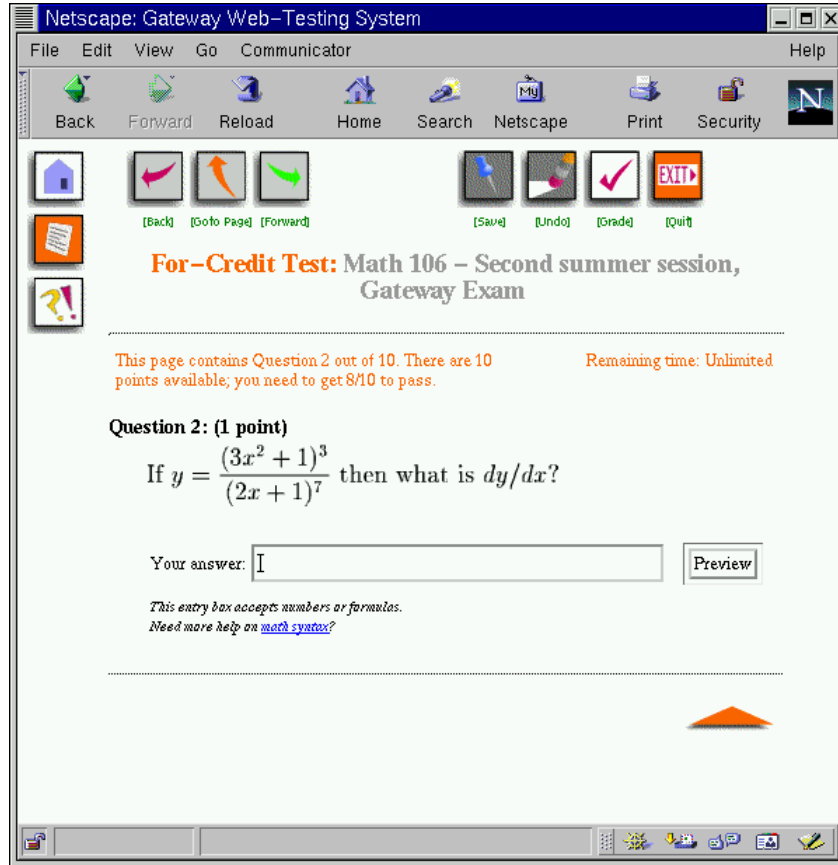 Netscape: Gateway Web-Testing System
File Edit View Go Communicator Help
Back Forward Reload Home Search Netscape Print Security
My
N
EXIT
[Back] [Goto Page] [Forward] [Save] [Undo] [Grade] [Quit]
?!
For-Credit Test: Math 106 - Second summer session,
Gateway Exam
This page contains Question 2 out of 10. There are 10
points available; you need to get 8/10 to pass.
Remaining time: Unlimited
Question 2: (1 point)
If y = (3x² + 1)³ / (2x + 1)⁷ then what is dy/dx?
Your answer: Preview
This entry box accepts numbers or formulas.
Need more help on math syntax?